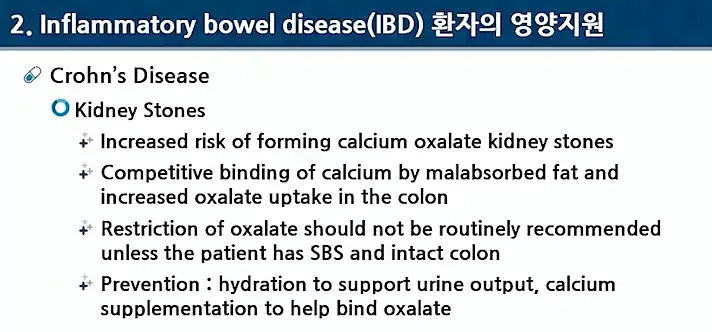 2. Inflammatory bowel disease(IBD) 환자의 영양지원
Crohn's Disease
Kidney Stones
Increased risk of forming calcium oxalate kidney stones
Competitive binding of calcium by malabsorbed fat and
increased oxalate uptake in the colon
Restriction of oxalate should not be routinely recommended
unless the patient has SBS and intact colon
Prevention : hydration to support urine output, calcium
supplementation to help bind oxalate